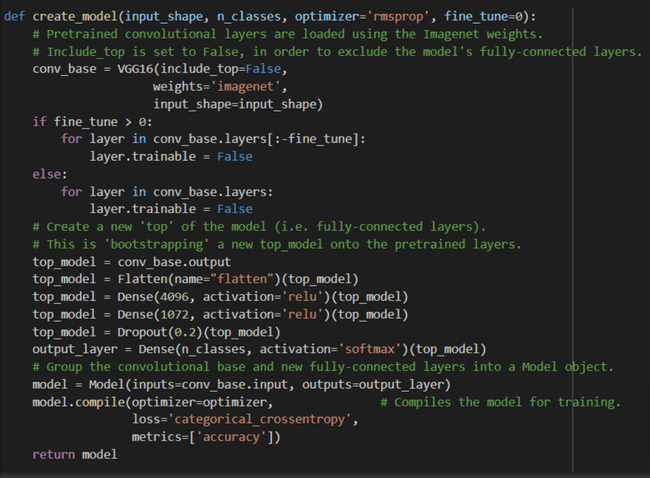 def create_model(input_shape, n_classes, optimizer='rmsprop', fine_tune=0):
    # Pretrained convolutional layers are loaded using the Imagenet weights.
    # Include_top is set to False, in order to exclude the model's fully-connected layers.
    conv_base = VGG16(include_top=False,
                     weights='imagenet',
                     input_shape=input_shape)
    if fine_tune > 0:
        for layer in conv_base.layers[:-fine_tune]:
            layer.trainable = False
    else:
        for layer in conv_base.layers:
            layer.trainable = False
    # Create a new 'top' of the model (i.e. fully-connected layers).
    # This is 'bootstrapping' a new top_model onto the pretrained layers.
    top_model = conv_base.output
    top_model = Flatten(name="flatten")(top_model)
    top_model = Dense(4096, activation='relu')(top_model)
    top_model = Dense(1072, activation='relu')(top_model)
    top_model = Dropout(0.2)(top_model)
    output_layer = Dense(n_classes, activation='softmax')(top_model)
    # Group the convolutional base and new fully-connected layers into a Model object.
    model = Model(inputs=conv_base.input, outputs=output_layer)
    model.compile(optimizer=optimizer,               # Compiles the model for training.
                  loss='categorical_crossentropy',
                  metrics=['accuracy'])
    return model